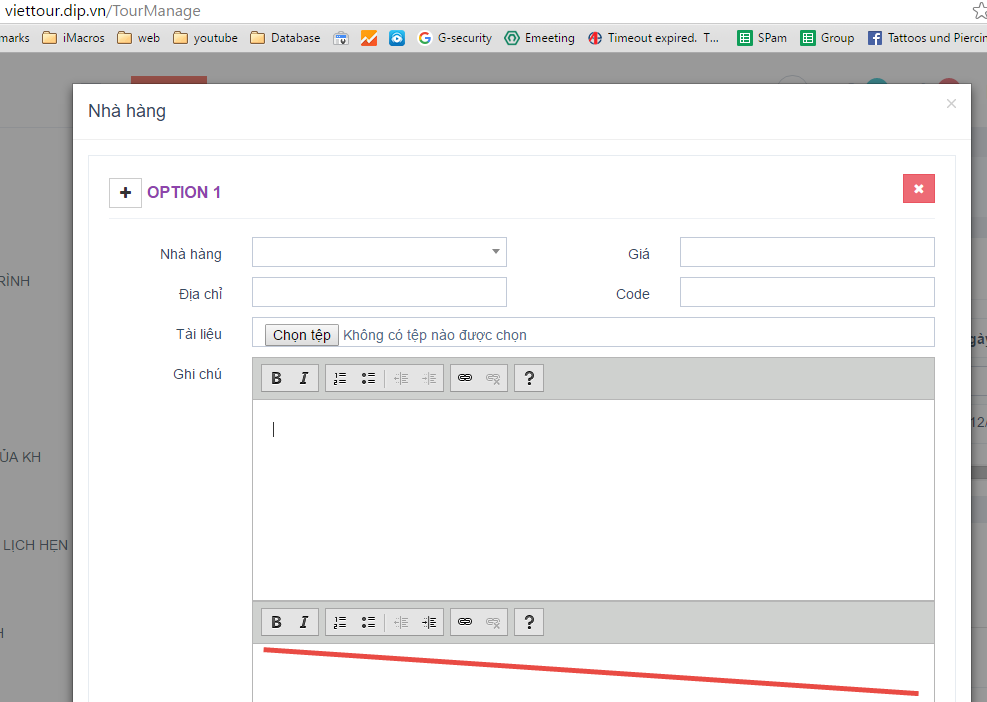 viettour.dip.vn/TourManage
marks iMacros web youtube Database G-security Emeeting Timeout expired. T... SPam Group Tattoos und Piercin
Nhà hàng ×
+ OPTION 1
Nhà hàng Giá
Địa chỉ Code
Tài liệu Chọn tệp Không có tệp nào được chọn
Ghi chú B I ?
B I ?
RÌNH
ỦA KH
LỊCH HẸN
H
gày
12/